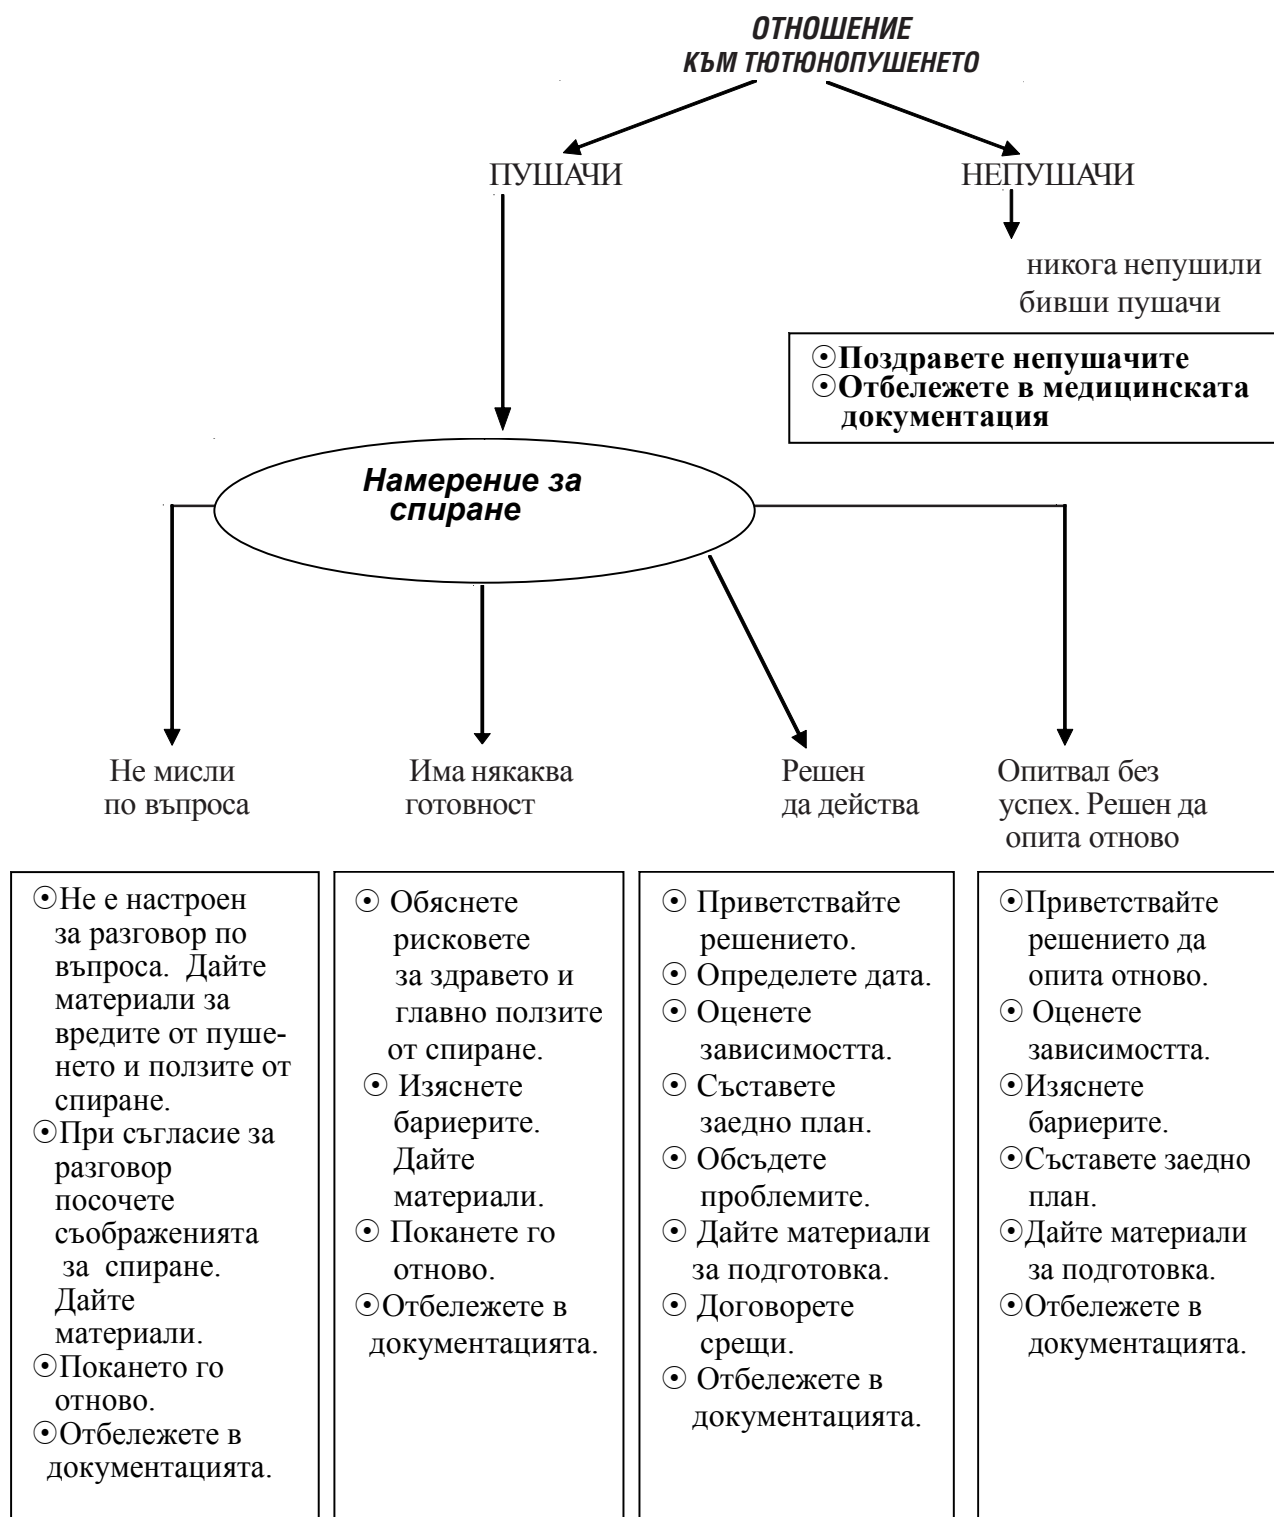 ОТНОШЕНИЕ
КЪМ ТЮТЮНОПУШЕНЕТО
ПУШАЧИ
НЕПУШАЧИ
никога непушили
бивши пушачи
☉Поздравете непушачите
☉Отбележете в медицинската
документация
Намерение за
спиране
Не мисли
по въпроса
Има някаква
готовност
Решен
да действа
Опитвал без
успех. Решен да
опита отново
☉Не е настроен
за разговор по
въпроса. Дайте
материали за
вредите от пуше-
нето и ползите от
спиране.
☉При съгласие за
разговор
посочете
съображенията
за спиране.
Дайте
материали.
☉Покането го
отново.
☉Отбележете в
документацията.
☉ Обяснете
рисковете
за здравето и
главно ползите
от спиране.
☉ Изяснете
бариерите.
Дайте
материали.
☉ Поканете го
отново.
☉Отбележете в
документацията.
☉ Приветствайте
решението.
☉ Определете дата.
☉ Оценете
зависимостта.
☉ Съставете
заедно план.
☉ Обсъдете
проблемите.
☉ Дайте материали
за подготовка.
☉ Договорете
срещи.
☉ Отбележете в
документацията.
☉Приветствайте
решението да
опита отново.
☉ Оценете
зависимостта.
☉Изяснете
бариерите.
☉Съставете заедно
план.
☉Дайте материали
за подготовка.
☉Отбележете в
документацията.